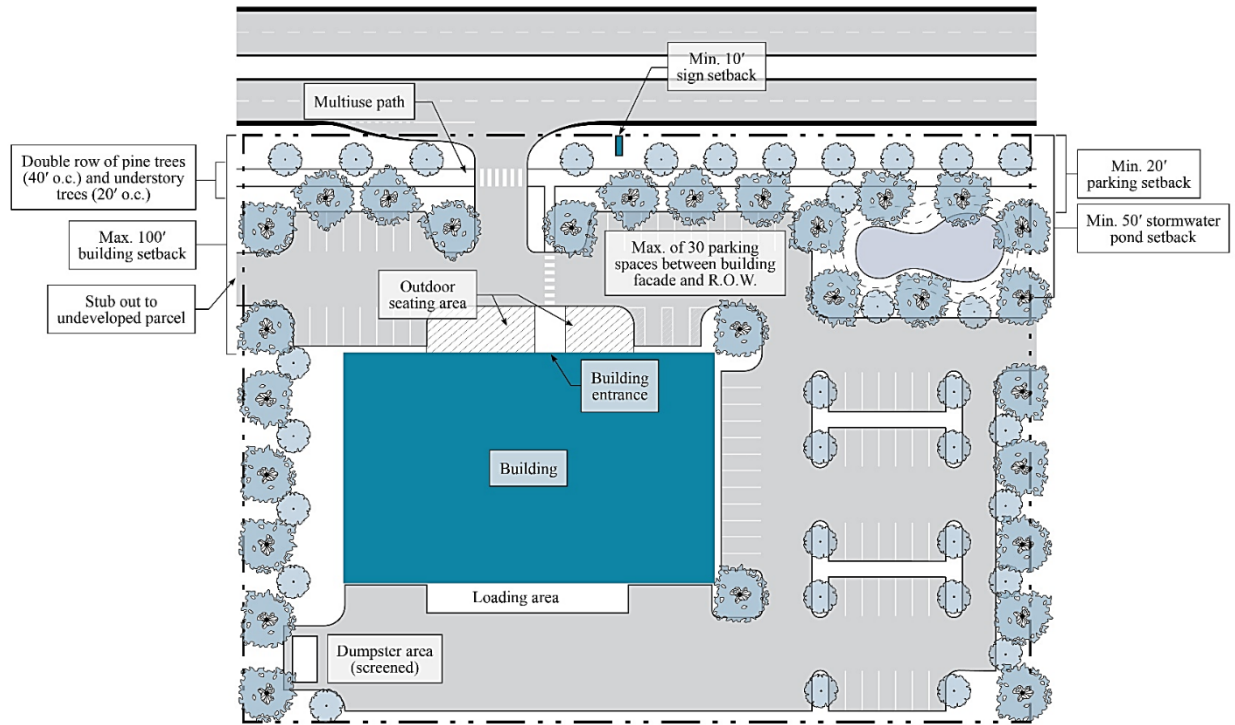 Min. 10′
sign setback
Multiuse path
Double row of pine trees
(40′ o.c.) and understory
trees (20′ o.c.)
Min. 20′
parking setback
Max. 100′
building setback
Min. 50′ stormwater
pond setback
Max. of 30 parking
spaces between building
facade and R.O.W.
Stub out to
undeveloped parcel
Outdoor
seating area
Building
entrance
Building
Loading area
Dumpster area
(screened)